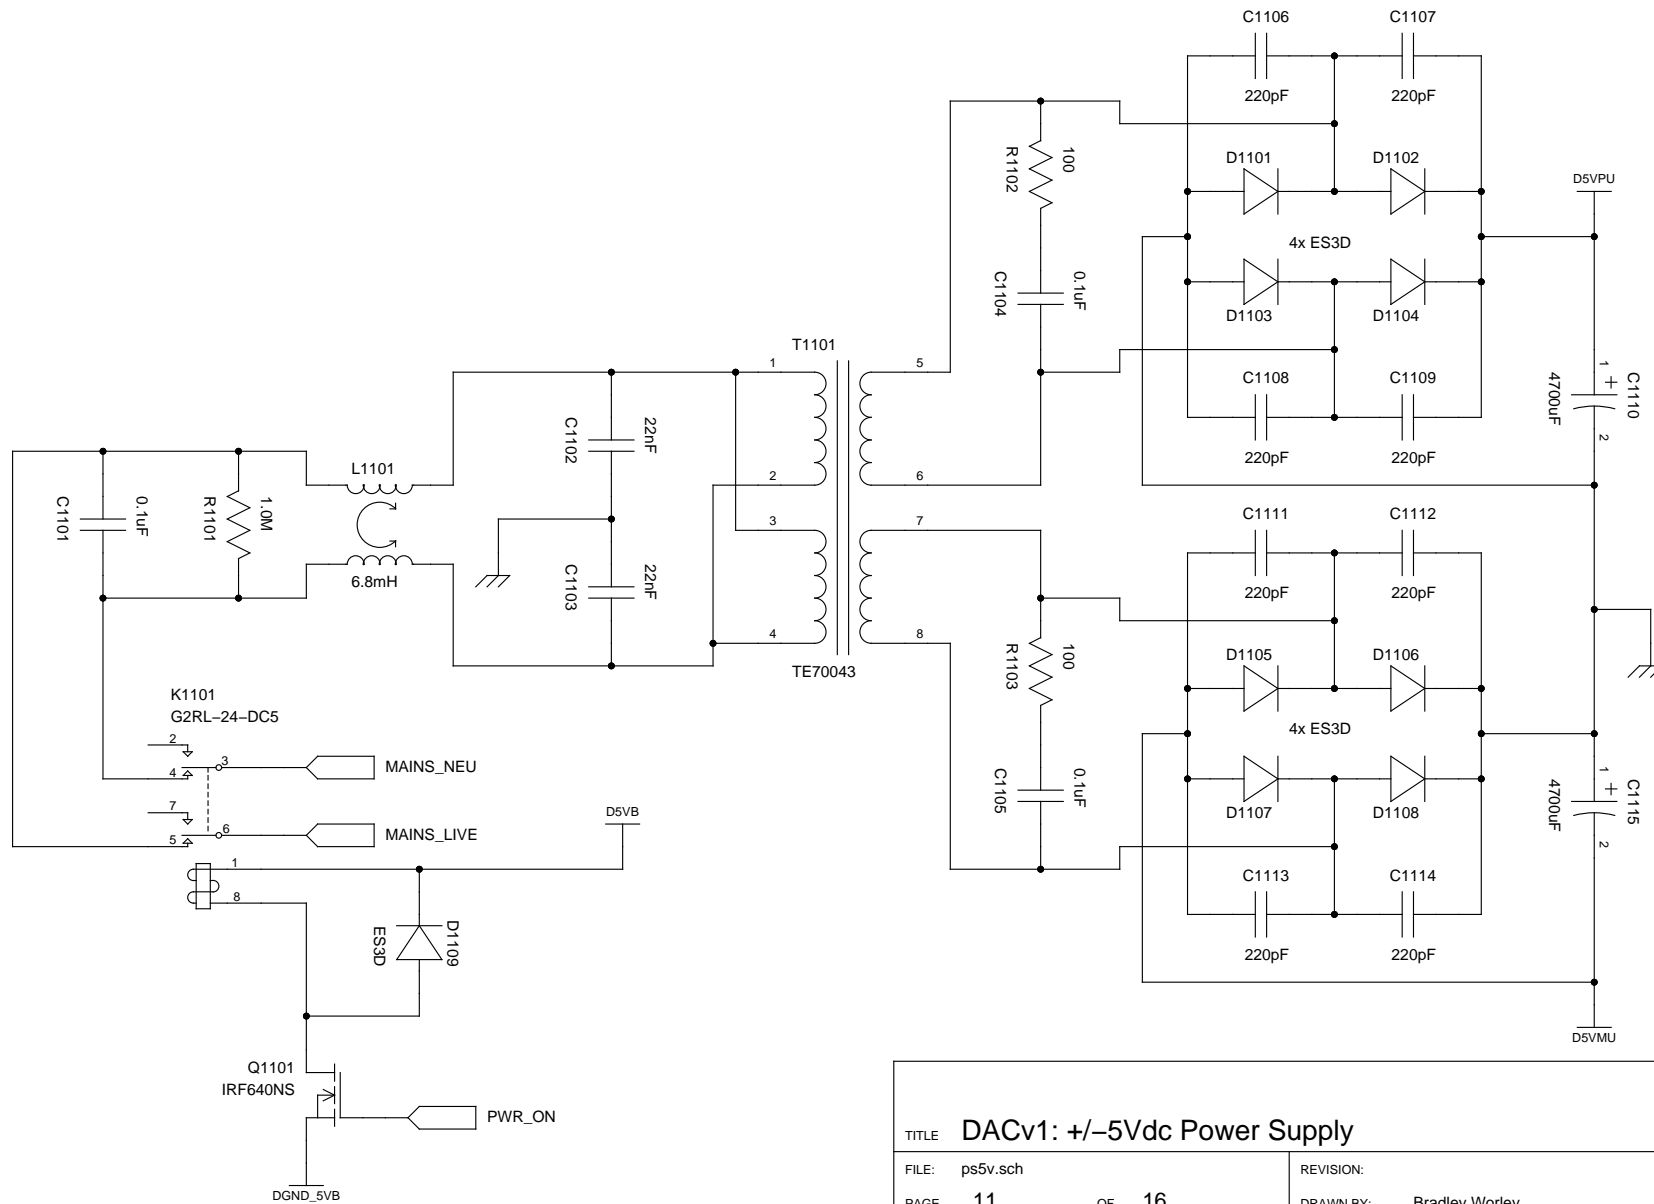 C1106
C1107
220pF
220pF
D1101
D1102
4x ES3D
D1103
D1104
C1108
C1109
220pF
220pF
100
R1102
0.1uF
C1104
D5VPU
1
+
C1110
4700uF
2
T1101
1
2
3
4
5
6
7
8
TE70043
22nF
C1102
22nF
C1103
L1101
6.8mH
1.0M
R1101
0.1uF
C1101
C1111
C1112
220pF
220pF
D1105
D1106
4x ES3D
D1107
D1108
C1113
C1114
220pF
220pF
100
R1103
0.1uF
C1105
1
+
C1115
4700uF
2
D5VMU
K1101
G2RL–24–DC5
2
3
4
MAINS_NEU
7
6
5
MAINS_LIVE
1
8
D5VB
D1109
ES3D
Q1101
IRF640NS
PWR_ON
DGND_5VB
TITLE DACv1: +/–5Vdc Power Supply
FILE: ps5v.sch
REVISION:
PAGE 11 OF 16
DRAWN BY: Bradley Worley